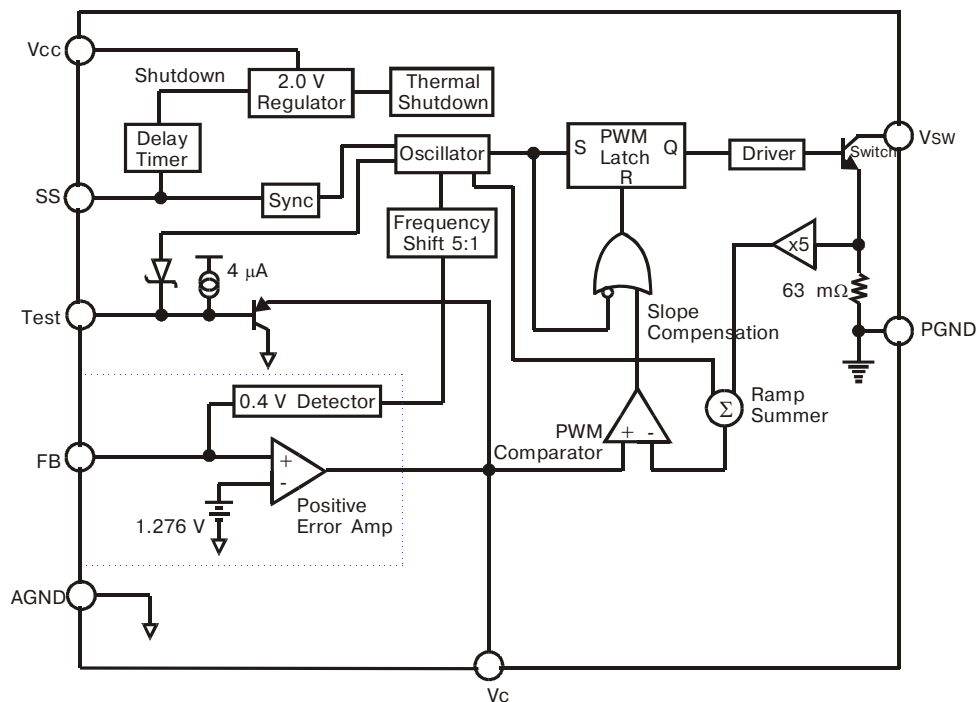 Vcc
Shutdown
2.0 V
Regulator
Thermal
Shutdown
Delay
Timer
Oscillator
S
PWM
Latch
Q
R
Driver
Switch
VSW
SS
Sync
Frequency
Shift 5:1
x5
4 μA
63 mΩ
Test
Slope
Compensation
PGND
0.4 V Detector
Σ
Ramp
Summer
PWM
Comparator
+ -
FB
+
-
1.276 V
Positive
Error Amp
AGND
VC